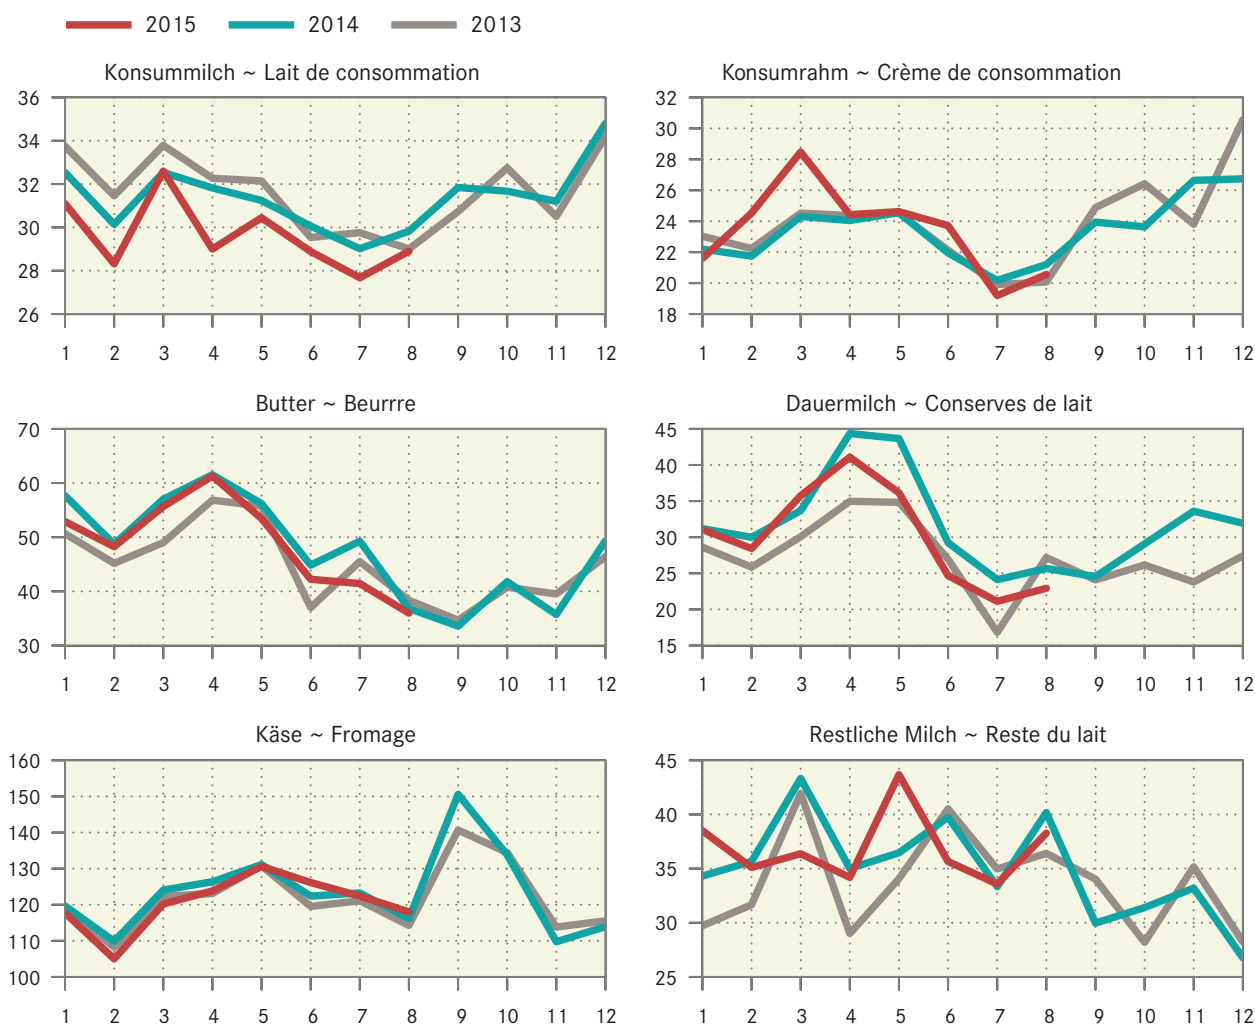 2015 2014 2013
Konsummilch ~ Lait de consommation
36
34
32
30
28
26
1 2 3 4 5 6 7 8 9 10 11 12
Konsumrahm ~ Crème de consommation
32
30
28
26
24
22
20
18
1 2 3 4 5 6 7 8 9 10 11 12
Butter ~ Beurrre
70
60
50
40
30
1 2 3 4 5 6 7 8 9 10 11 12
Dauermilch ~ Conserves de lait
45
40
35
30
25
20
15
1 2 3 4 5 6 7 8 9 10 11 12
Käse ~ Fromage
160
150
140
130
120
110
100
1 2 3 4 5 6 7 8 9 10 11 12
Restliche Milch ~ Reste du lait
45
40
35
30
25
1 2 3 4 5 6 7 8 9 10 11 12